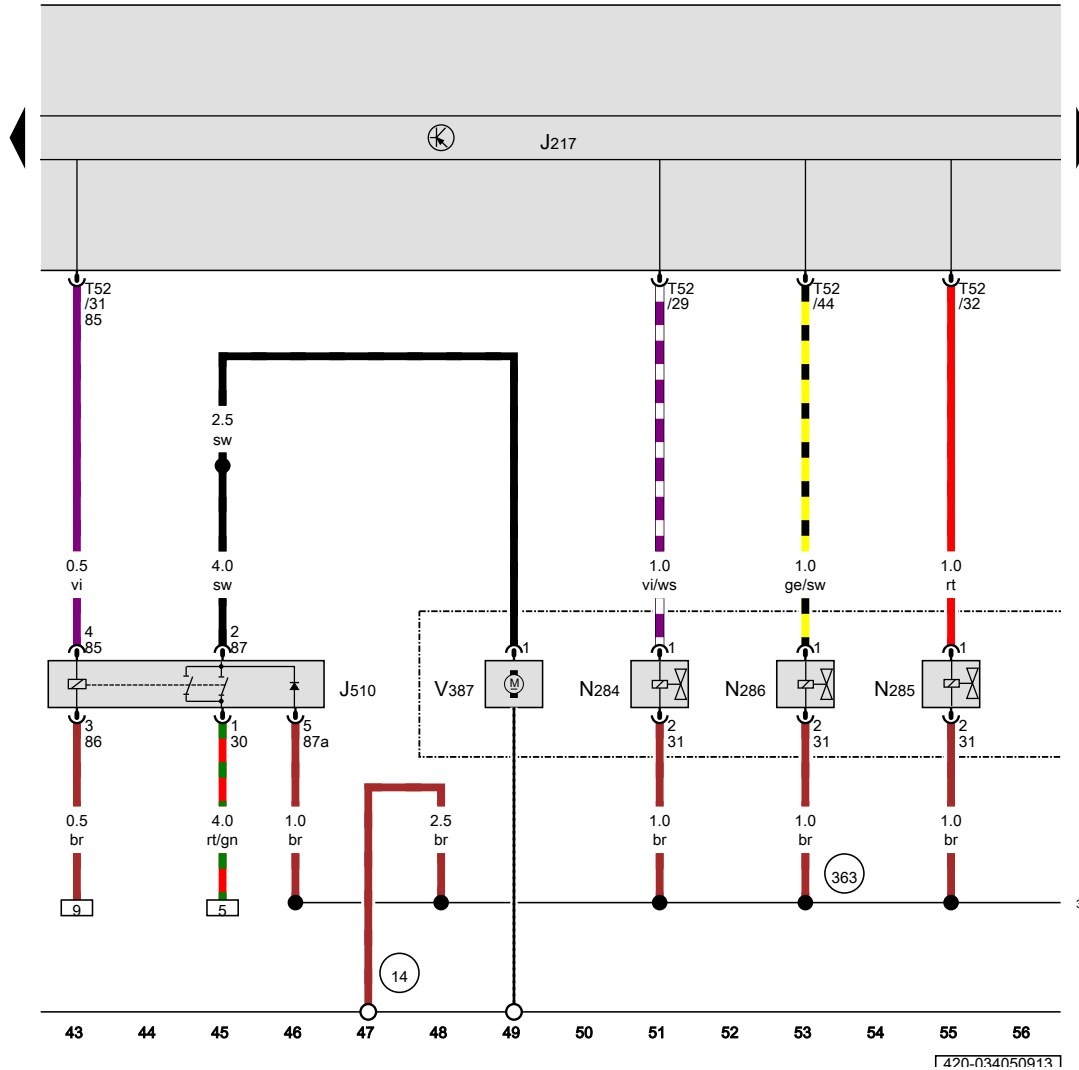 J217
T52
/31
85
T52
/29
T52
/44
T52
/32
2.5
sw
0.5
vi
4.0
sw
1.0
vi/ws
1.0
ge/sw
1.0
rt
4
85
2
87
1
1
1
1
J510
V387
M
N284
N286
N285
3
86
1
30
5
87a
2
31
2
31
2
31
0.5
br
4.0
rt/gn
1.0
br
2.5
br
1.0
br
1.0
br
1.0
br
363
9
5
14
43 44 45 46 47 48 49 50 51 52 53 54 55 56
420-034050913